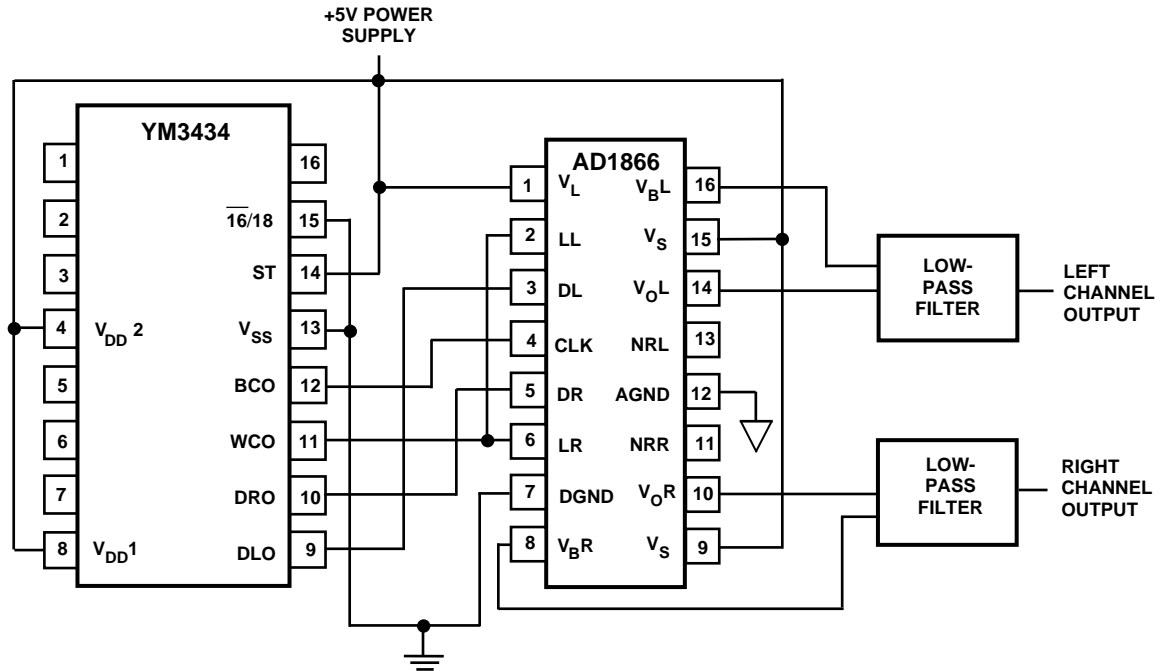 +5V POWER
SUPPLY
YM3434
1
2
3
4
5
6
7
8
V_DD 2
V_DD1
16
15
14
13
12
11
10
9
1̅6̅/18
ST
V_SS
BCO
WCO
DRO
DLO
AD1866
1
2
3
4
5
6
7
8
V_L
LL
DL
CLK
DR
LR
DGND
V_BR
V_BL
V_S
V_OL
NRL
AGND
NRR
V_OR
V_S
16
15
14
13
12
11
10
9
LOW-
PASS
FILTER
LEFT
CHANNEL
OUTPUT
LOW-
PASS
FILTER
RIGHT
CHANNEL
OUTPUT